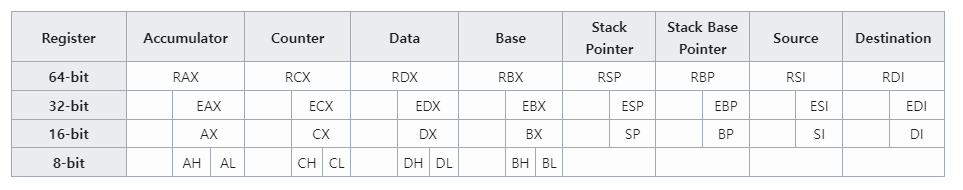 Register Accumulator Counter Data Base Stack Pointer Stack Base Pointer Source Destination
64-bit RAX RCX RDX RBX RSP RBP RSI RDI
32-bit EAX ECX EDX EBX ESP EBP ESI EDI
16-bit AX CX DX BX SP BP SI DI
8-bit AH AL CH CL DH DL BH BL